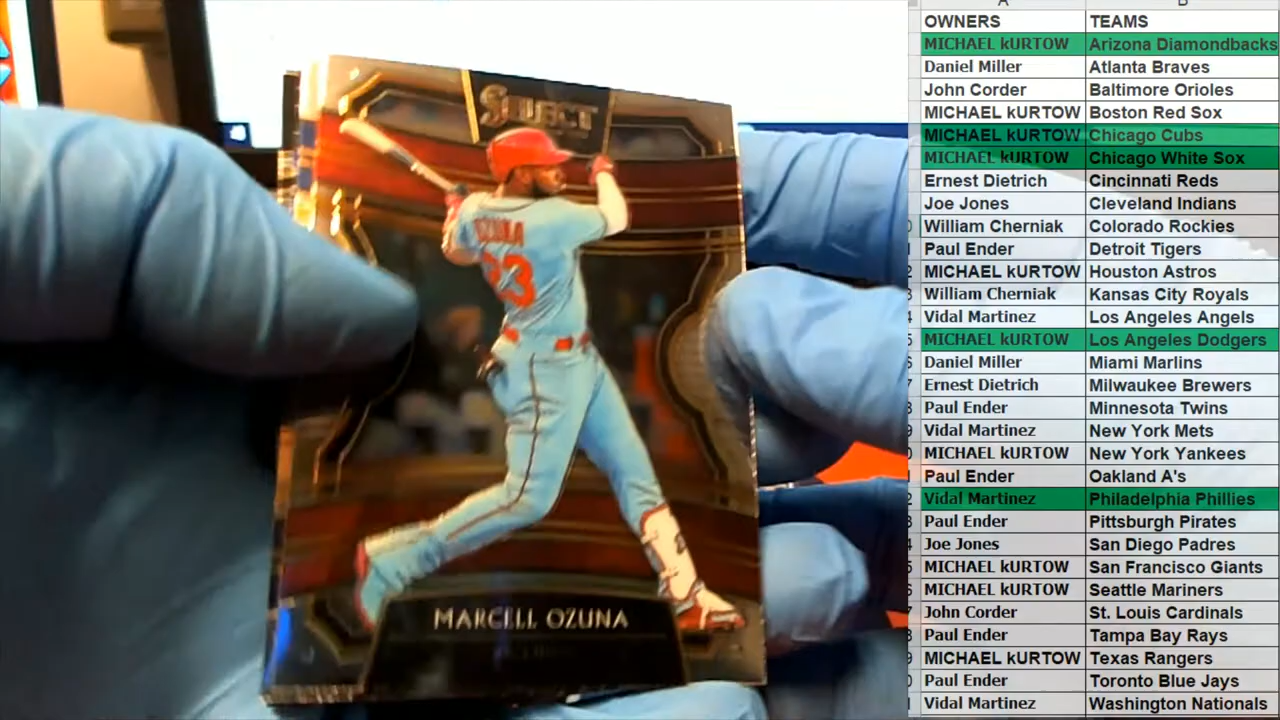 SELECT
OZUNA
23
MARCELL OZUNA
OWNERS TEAMS
MICHAEL kURTOW Arizona Diamondbacks
Daniel Miller Atlanta Braves
John Corder Baltimore Orioles
MICHAEL kURTOW Boston Red Sox
MICHAEL kURTOW Chicago Cubs
MICHAEL kURTOW Chicago White Sox
Ernest Dietrich Cincinnati Reds
Joe Jones Cleveland Indians
William Cherniak Colorado Rockies
Paul Ender Detroit Tigers
MICHAEL kURTOW Houston Astros
William Cherniak Kansas City Royals
Vidal Martinez Los Angeles Angels
MICHAEL kURTOW Los Angeles Dodgers
Daniel Miller Miami Marlins
Ernest Dietrich Milwaukee Brewers
Paul Ender Minnesota Twins
Vidal Martinez New York Mets
MICHAEL kURTOW New York Yankees
Paul Ender Oakland A's
Vidal Martinez Philadelphia Phillies
Paul Ender Pittsburgh Pirates
Joe Jones San Diego Padres
MICHAEL kURTOW San Francisco Giants
MICHAEL kURTOW Seattle Mariners
John Corder St. Louis Cardinals
Paul Ender Tampa Bay Rays
MICHAEL kURTOW Texas Rangers
Paul Ender Toronto Blue Jays
Vidal Martinez Washington Nationals